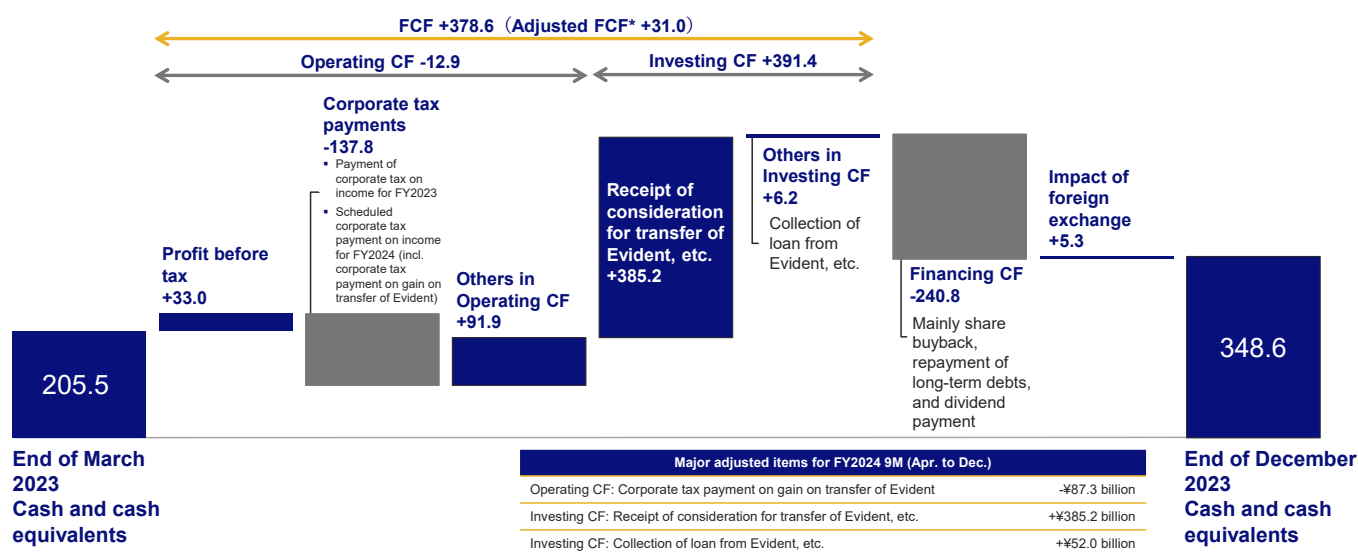 FCF +378.6（Adjusted FCF* +31.0）
Operating CF -12.9
Investing CF +391.4
Corporate tax
payments
-137.8
▪ Payment of
corporate tax on
income for FY2023
▪ Scheduled
corporate tax
payment on income
for FY2024 (incl.
corporate tax
payment on gain on
transfer of Evident)
Profit before
tax
+33.0
Others in
Operating CF
+91.9
Receipt of
consideration
for transfer of
Evident, etc.
+385.2
Others in
Investing CF
+6.2
Collection of
loan from
Evident, etc.
Financing CF
-240.8
Mainly share
buyback,
repayment of
long-term debts,
and dividend
payment
Impact of
foreign
exchange
+5.3
205.5
348.6
End of March
2023
Cash and cash
equivalents
End of December
2023
Cash and cash
equivalents
Major adjusted items for FY2024 9M (Apr. to Dec.)
Operating CF: Corporate tax payment on gain on transfer of Evident -¥87.3 billion
Investing CF: Receipt of consideration for transfer of Evident, etc. +¥385.2 billion
Investing CF: Collection of loan from Evident, etc. +¥52.0 billion